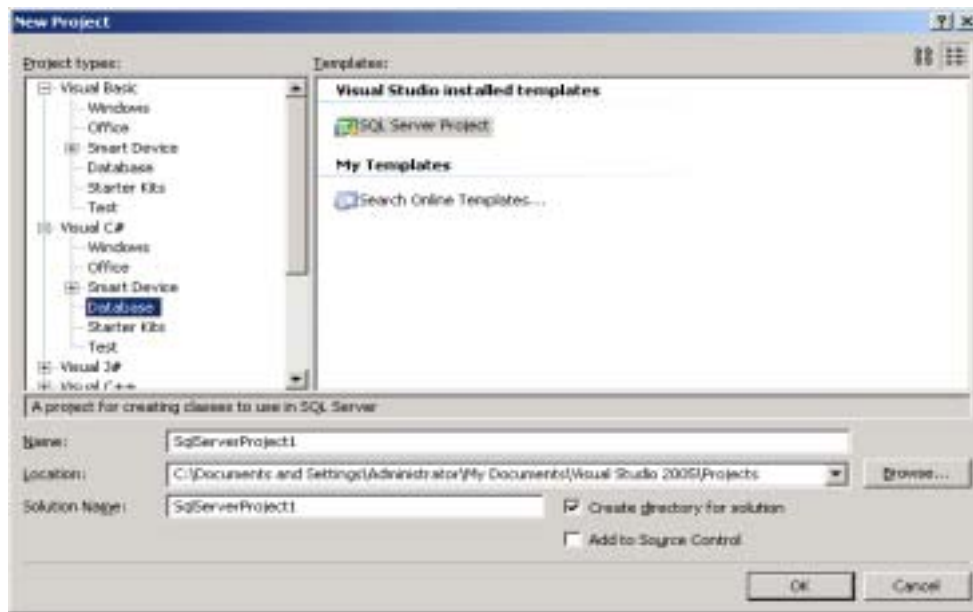 New Project
Project types:
Templates:
Visual Basic
Windows
Office
Smart Device
Database
Starter Kits
Test
Visual C#
Windows
Office
Smart Device
Database
Starter Kits
Test
Visual J#
Visual C++
Visual Studio installed templates
SQL Server Project
My Templates
Search Online Templates...
A project for creating classes to use in SQL Server
Name:
SqlServerProject1
Location:
C:\Documents and Settings\Administrator\My Documents\Visual Studio 2005\Projects
Browse...
Solution Name:
SqlServerProject1
Create directory for solution
Add to Source Control
OK
Cancel